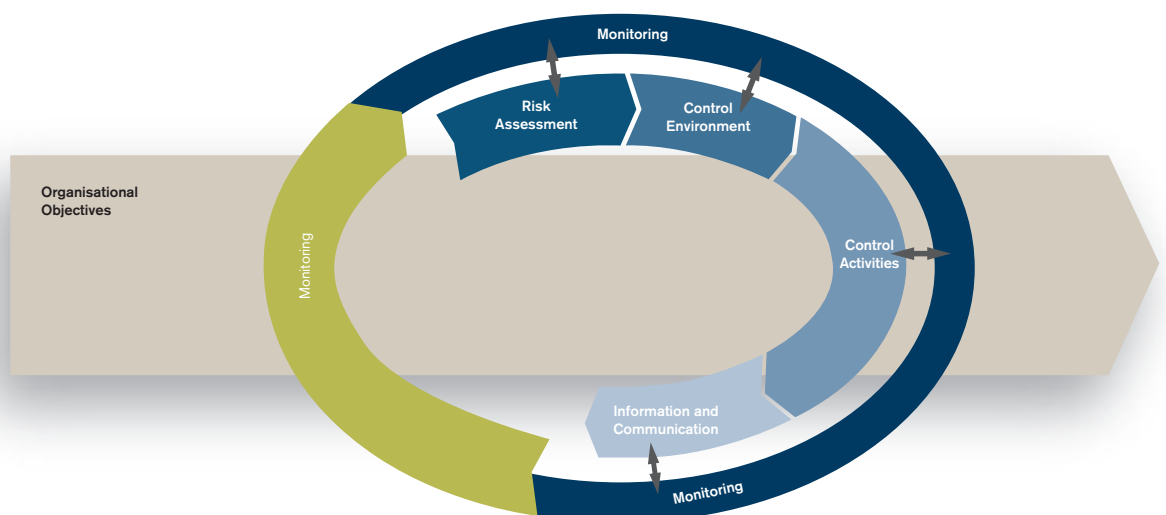 Monitoring
Risk
Assessment
Control
Environment
Organisational
Objectives
Monitoring
Control
Activities
Information and
Communication
Monitoring